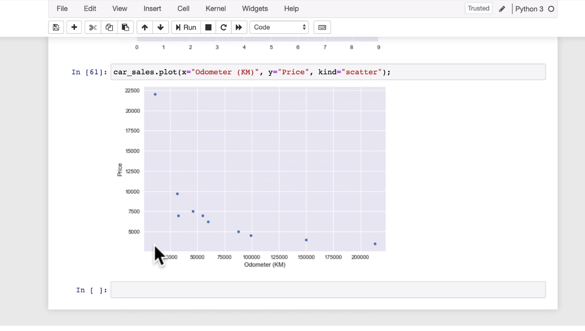 File Edit View Insert Cell Kernel Widgets Help Trusted Python 3
Run Code
0 1 2 3 4 5 6 7 8 9
In [61]: car_sales.plot(x="Odometer (KM)", y="Price", kind="scatter");
22500
20000
17500
15000
12500
10000
7500
5000
Price
50000 75000 100000 125000 150000 175000 200000
Odometer (KM)
In [ ]: